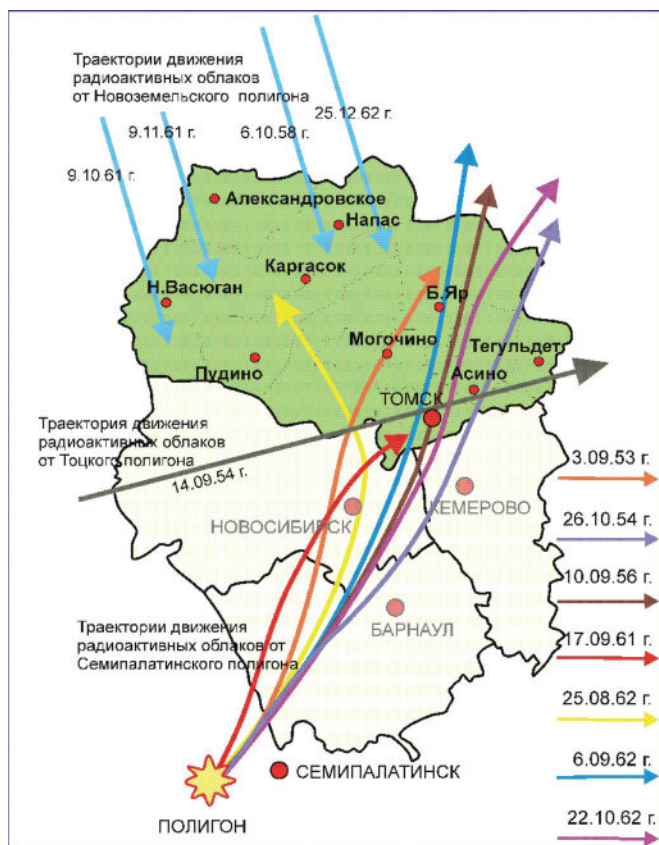 Траектории движения
радиоактивных облаков
от Новоземельского полигона
25.12.62 г.
9.11.61 г.
6.10.58 г.
9.10.61 г.
Александровское
Напас
Каргасок
Н.Васюган
Б.Яр
Могочино
Тегульдет
Пудино
Асино
ТОМСК
Траектория движения
радиоактивных облаков
от Тоцкого полигона
14.09.54 г.
3.09.53 г.
КЕМЕРОВО
НОВОСИБИРСК
26.10.54 г.
10.09.56 г.
БАРНАУЛ
Траектории движения
радиоактивных облаков от
Семипалатинского полигона
17.09.61 г.
25.08.62 г.
6.09.62 г.
СЕМИПАЛАТИНСК
ПОЛИГОН
22.10.62 г.